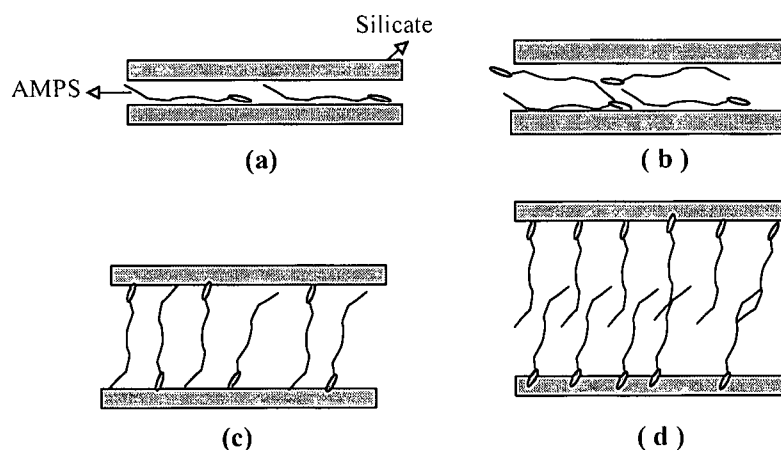 Silicate
AMPS
(a)
( b )
(c)
( d )